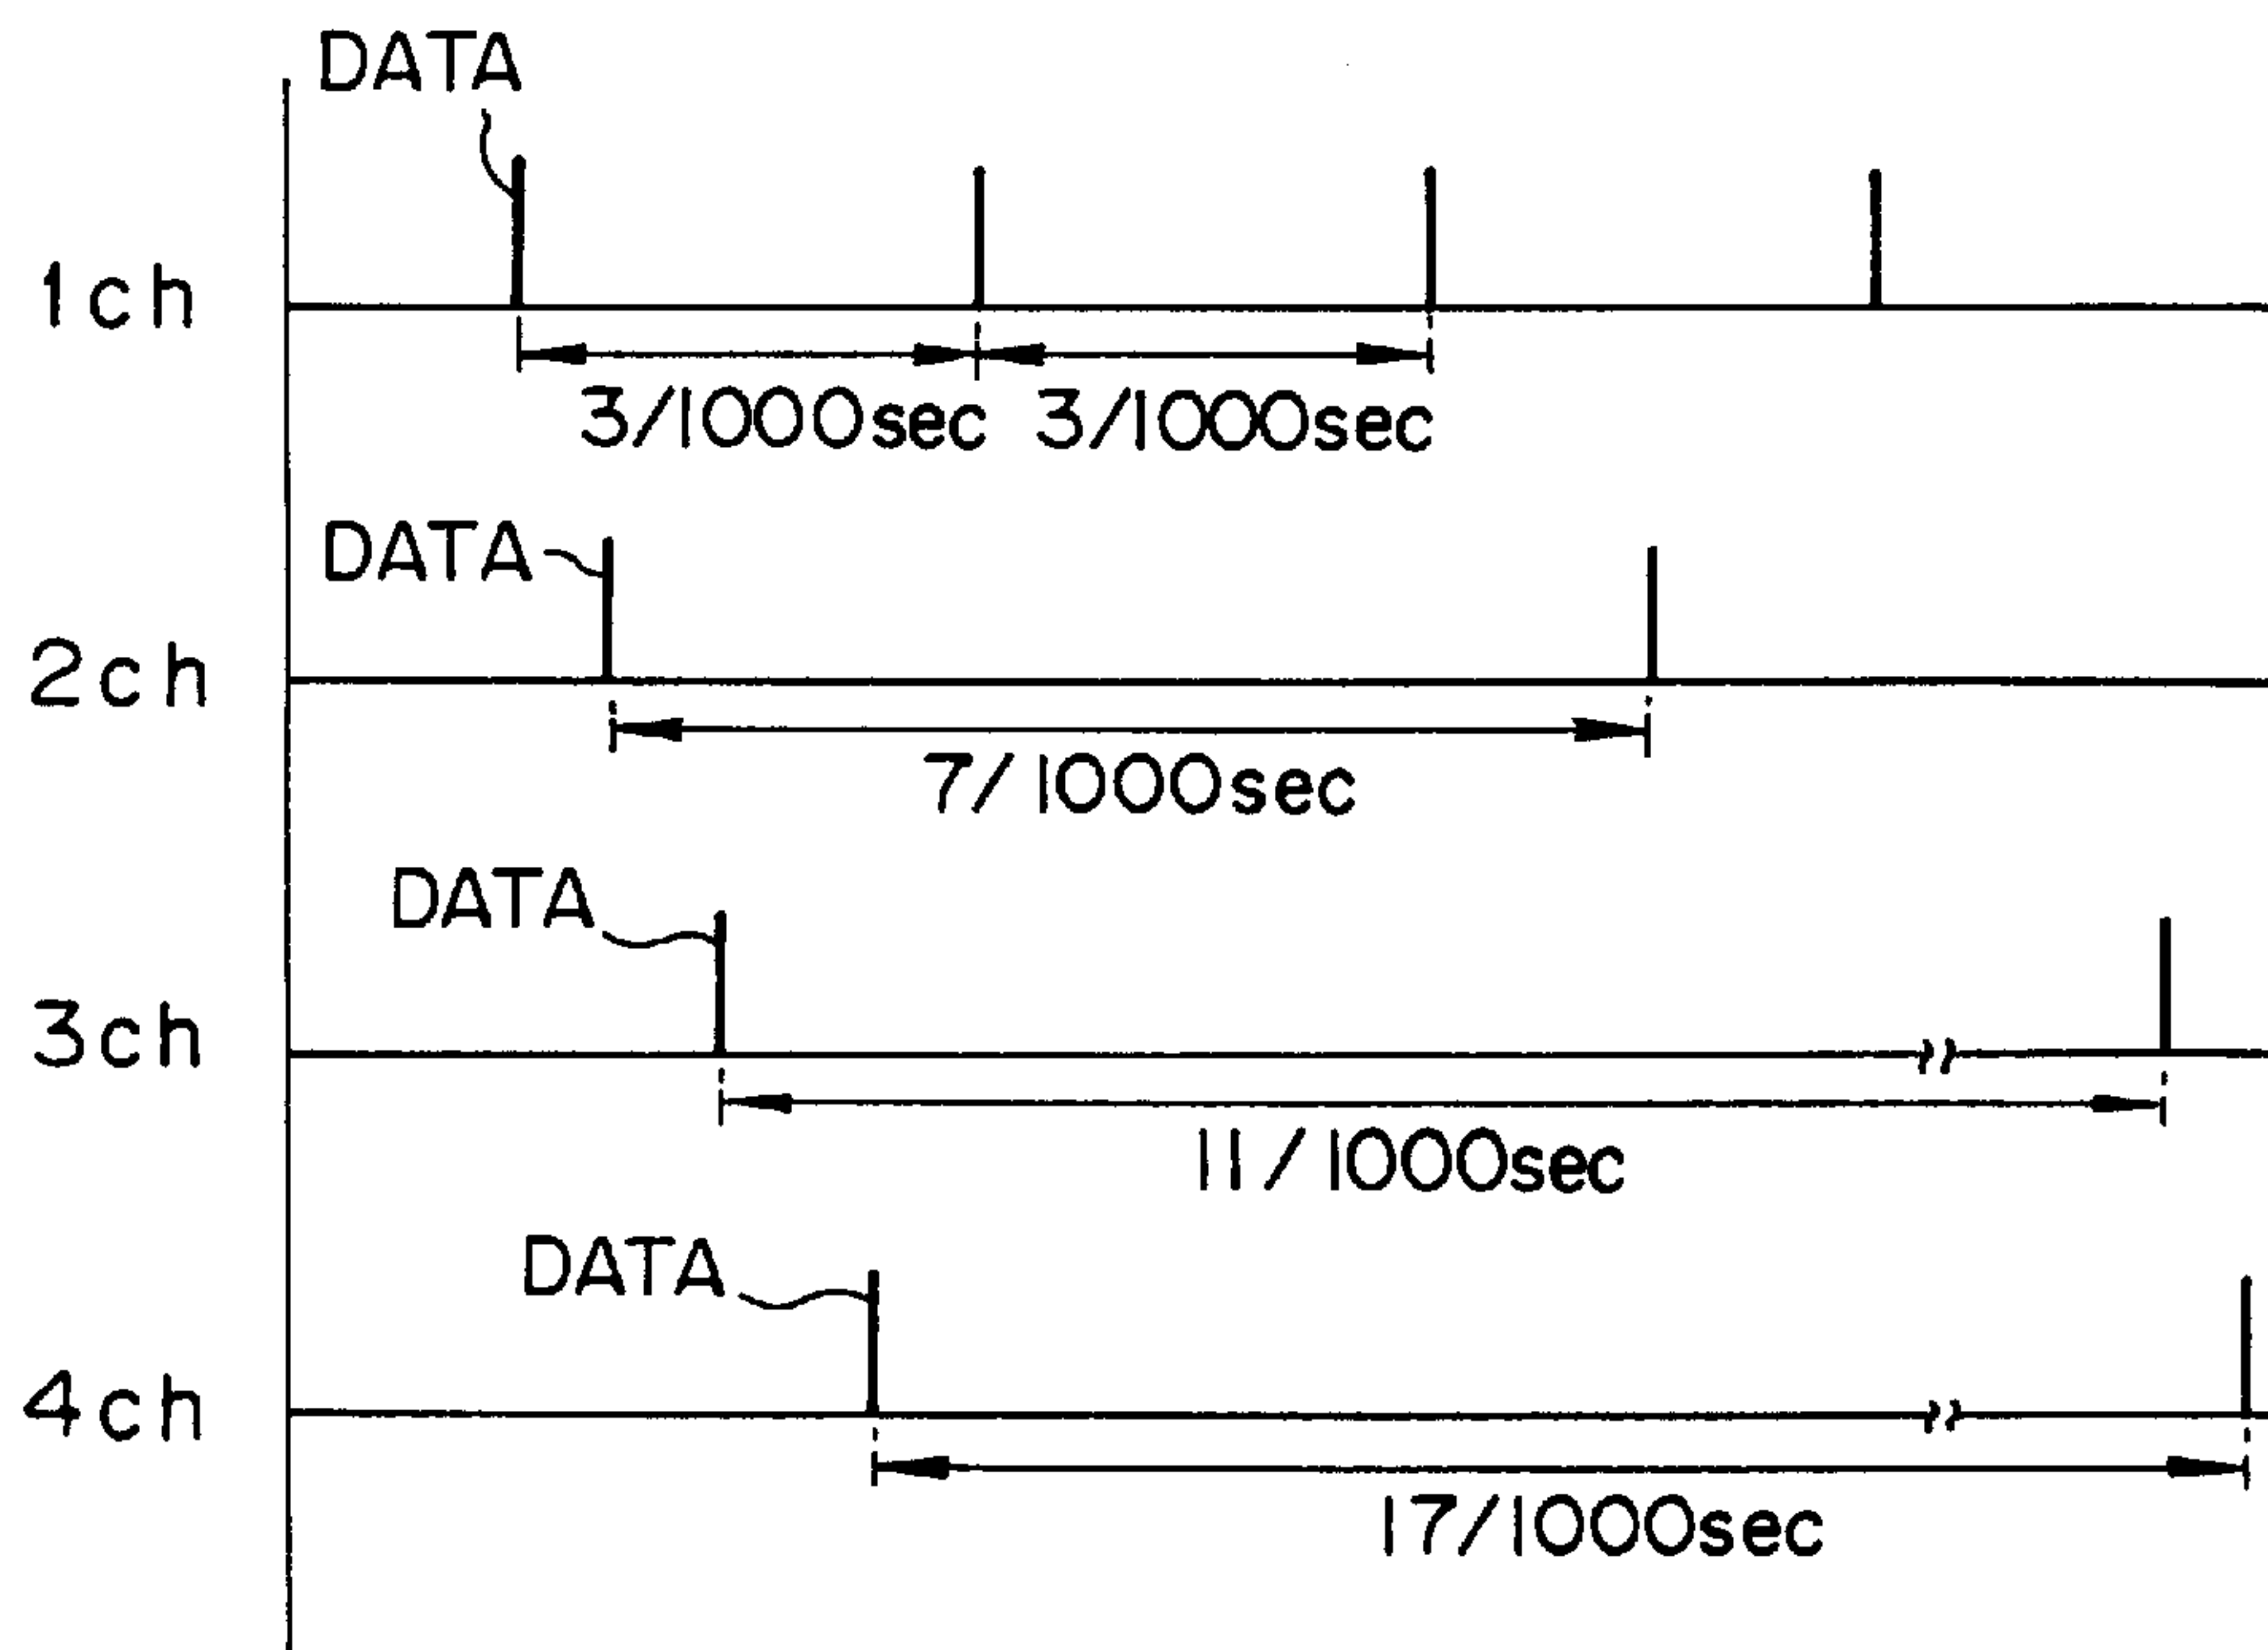 DATA
1ch
3/1000sec 3/1000sec
DATA
2ch
7/1000sec
DATA
3ch
11/1000sec
DATA
4ch
17/1000sec